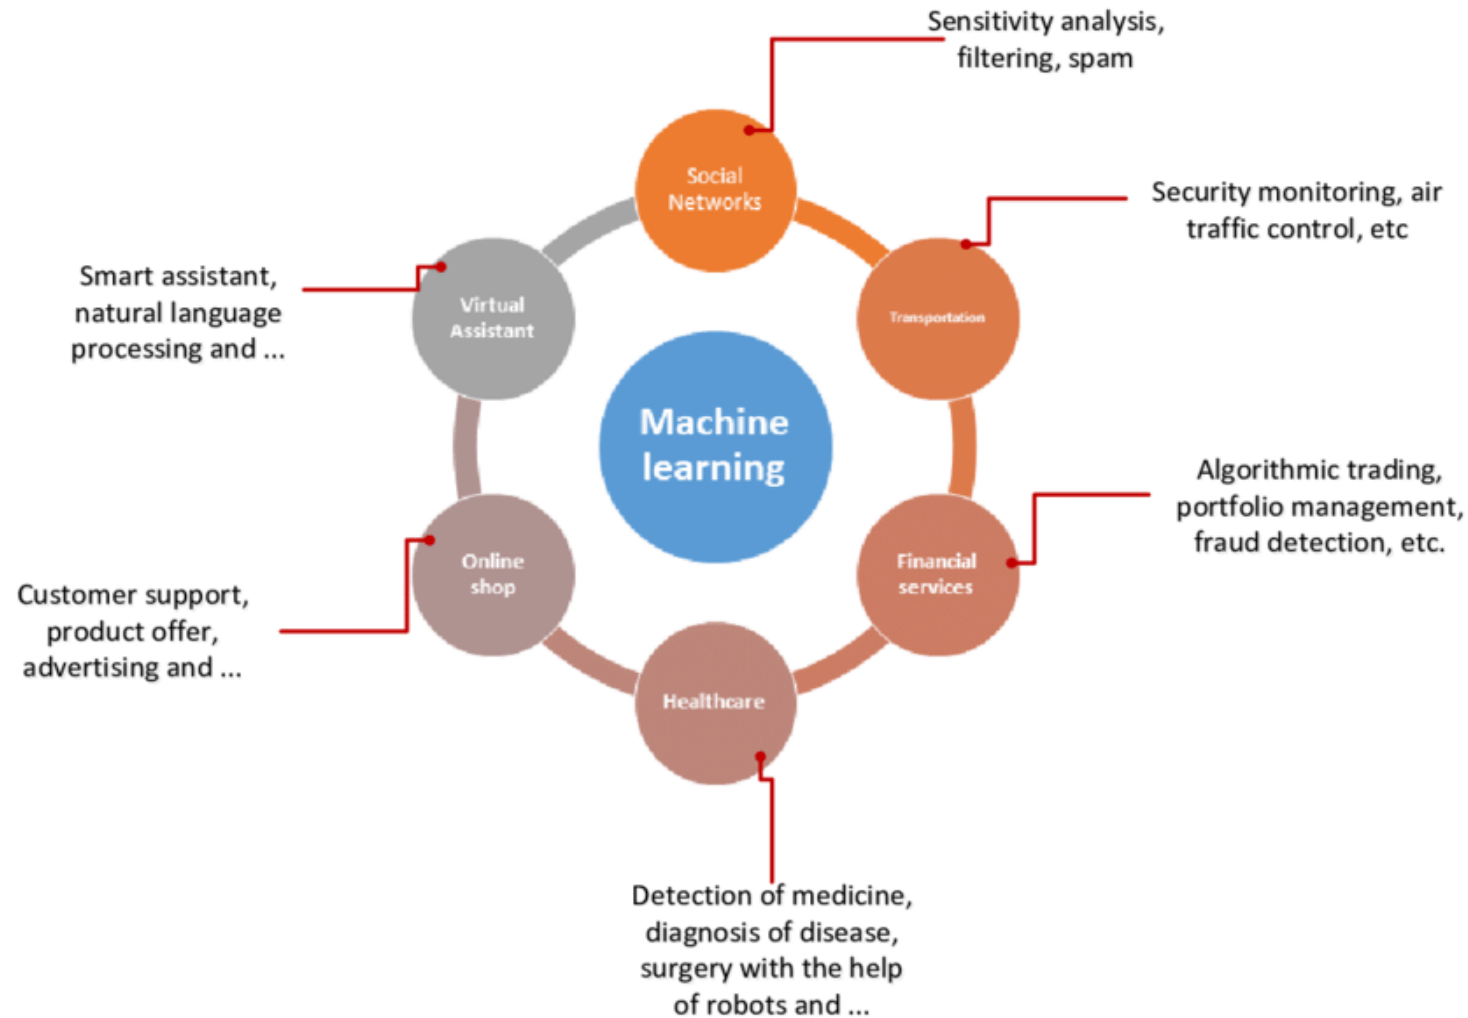 Sensitivity analysis,
filtering, spam
Social
Networks
Security monitoring, air
traffic control, etc
Transportation
Smart assistant,
natural language
processing and ...
Virtual
Assistant
Machine
learning
Algorithmic trading,
portfolio management,
fraud detection, etc.
Financial
services
Online
shop
Customer support,
product offer,
advertising and ...
Healthcare
Detection of medicine,
diagnosis of disease,
surgery with the help
of robots and ...